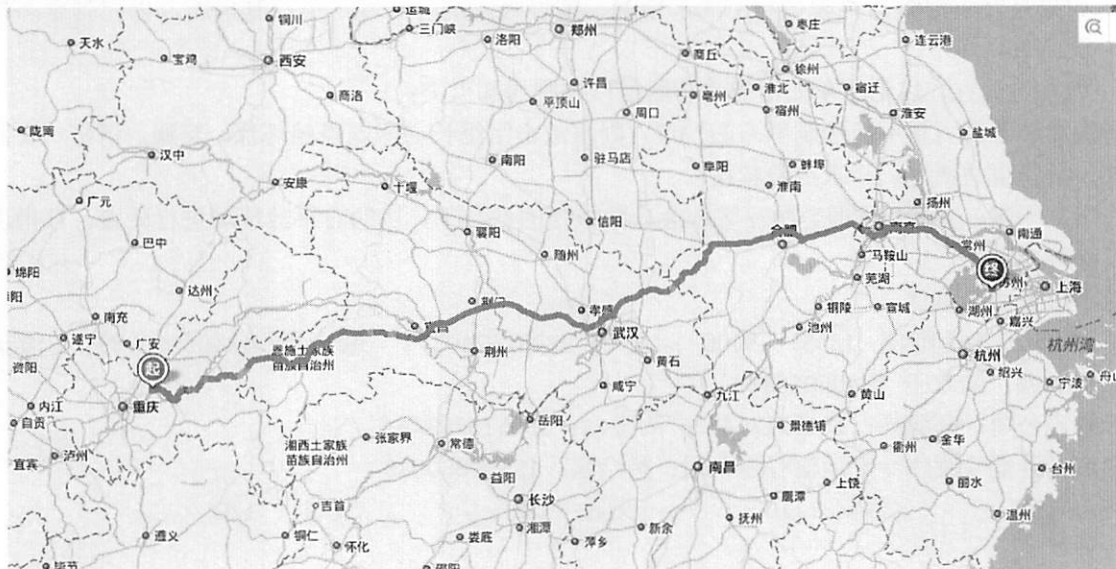 铜川
运城
三门峡
洛阳
郑州
商丘
枣庄
连云港
天水
宝鸡
西安
商洛
许昌
平顶山
周口
亳州
淮北
徐州
宿迁
宿州
淮安
盐城
陇南
汉中
安康
十堰
南阳
驻马店
阜阳
蚌埠
淮南
扬州
广元
巴中
襄阳
信阳
随州
南京
南通
常州
马鞍山
芜湖
绵阳
达州
南充
遂宁
广安
宜昌
孝感
武汉
荆州
黄石
咸宁
铜陵
池州
宣城
湖州
嘉兴
上海
终
杭州
杭州湾
绍兴
宁波
起
恩施土家族
苗族自治州
资阳
内江
自贡
重庆
宜宾
泸州
湘西土家族
苗族自治州
张家界
常德
岳阳
九江
黄山
景德镇
衢州
金华
台州
益阳
长沙
南昌
鹰潭
上饶
丽水
温州
吉首
遵义
铜仁
怀化
娄底
湘潭
萍乡
新余
抚州
毕节
邵阳